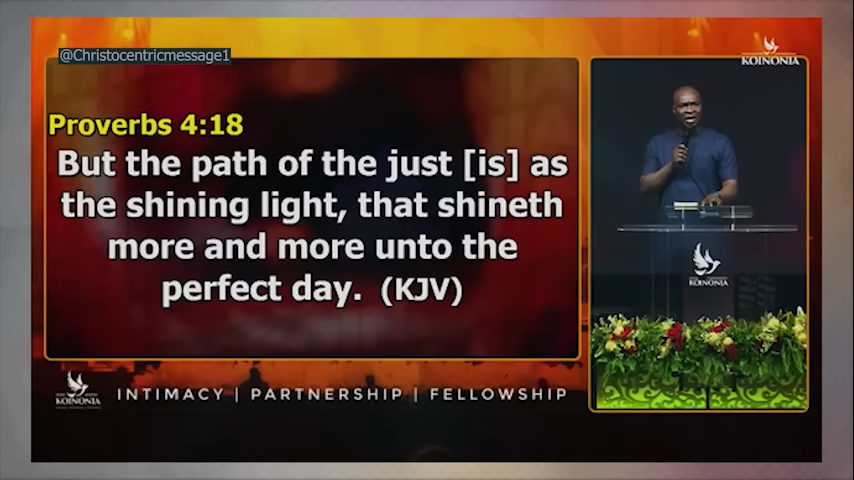 @Christocentricmessage1
KOINONIA
Proverbs 4:18
But the path of the just [is] as
the shining light, that shineth
more and more unto the
perfect day. (KJV)
KOINONIA
KOINONIA
INTIMACY | PARTNERSHIP | FELLOWSHIP